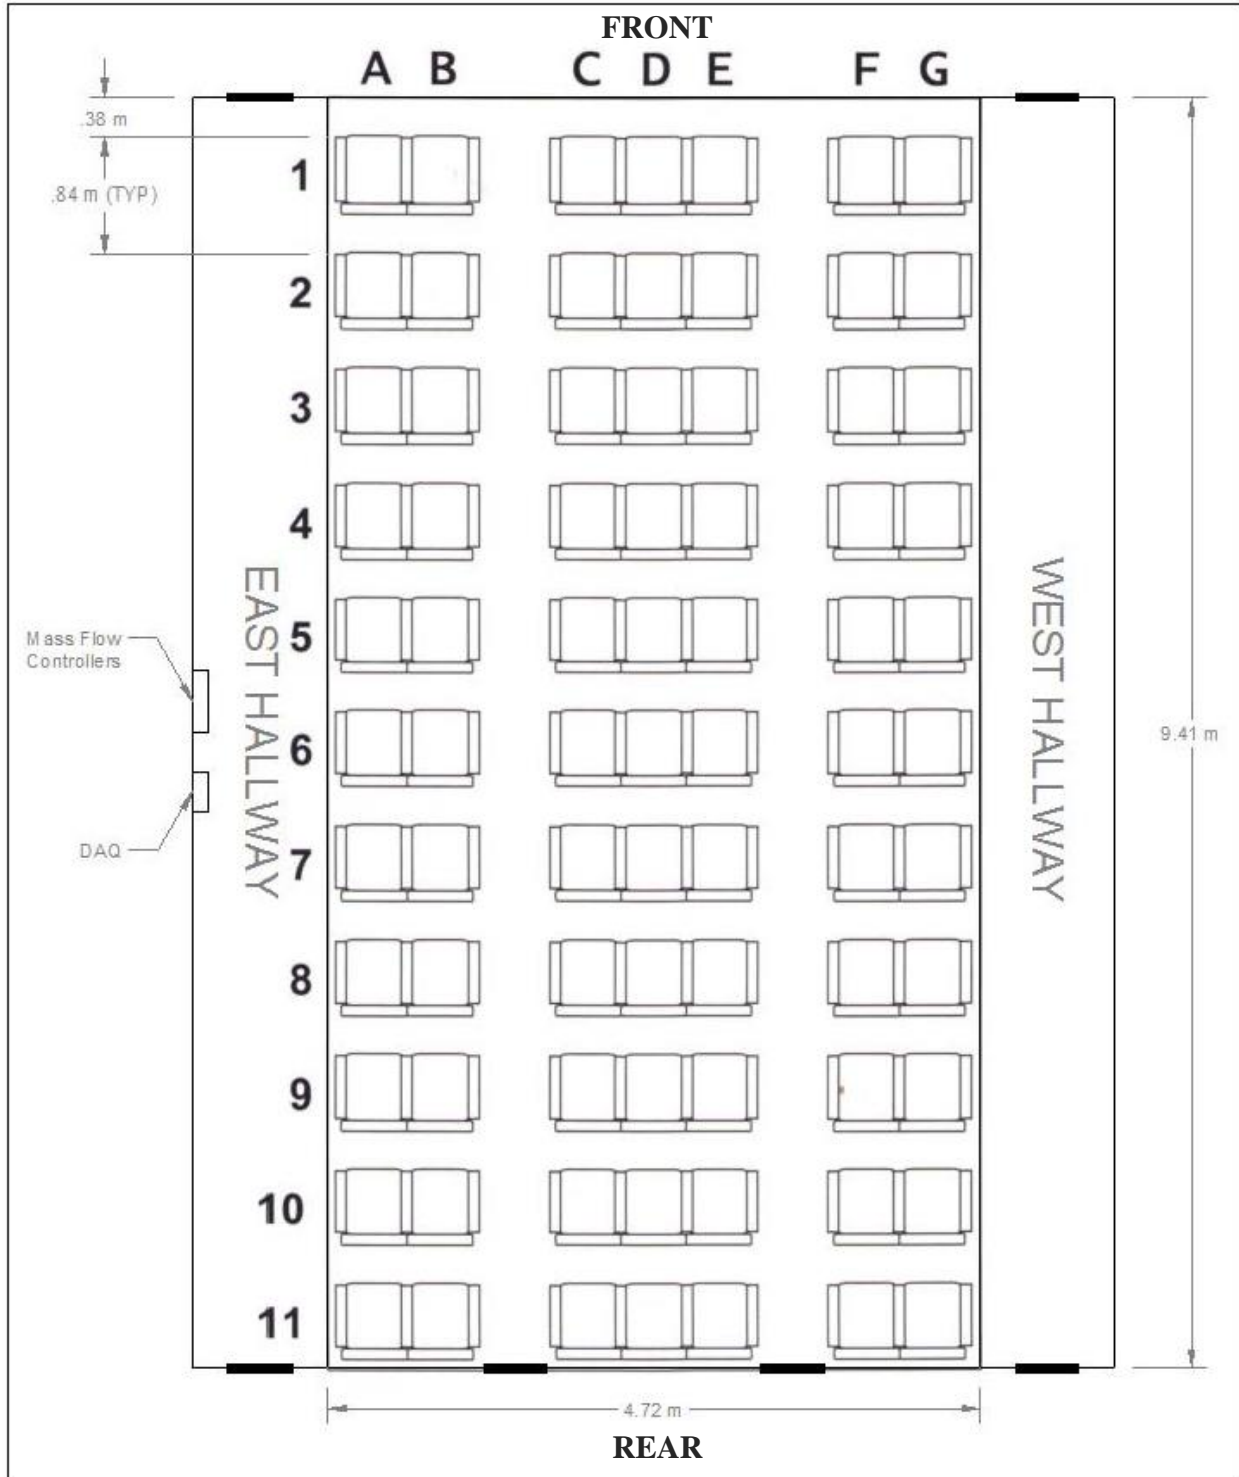 FRONT
A B C D E F G
.38 m
1
.84 m (TYP)
2
3
4
EAST HALLWAY
WEST HALLWAY
5
Mass Flow
Controllers
6
9.41 m
7
DAQ
8
9
10
11
4.72 m
REAR